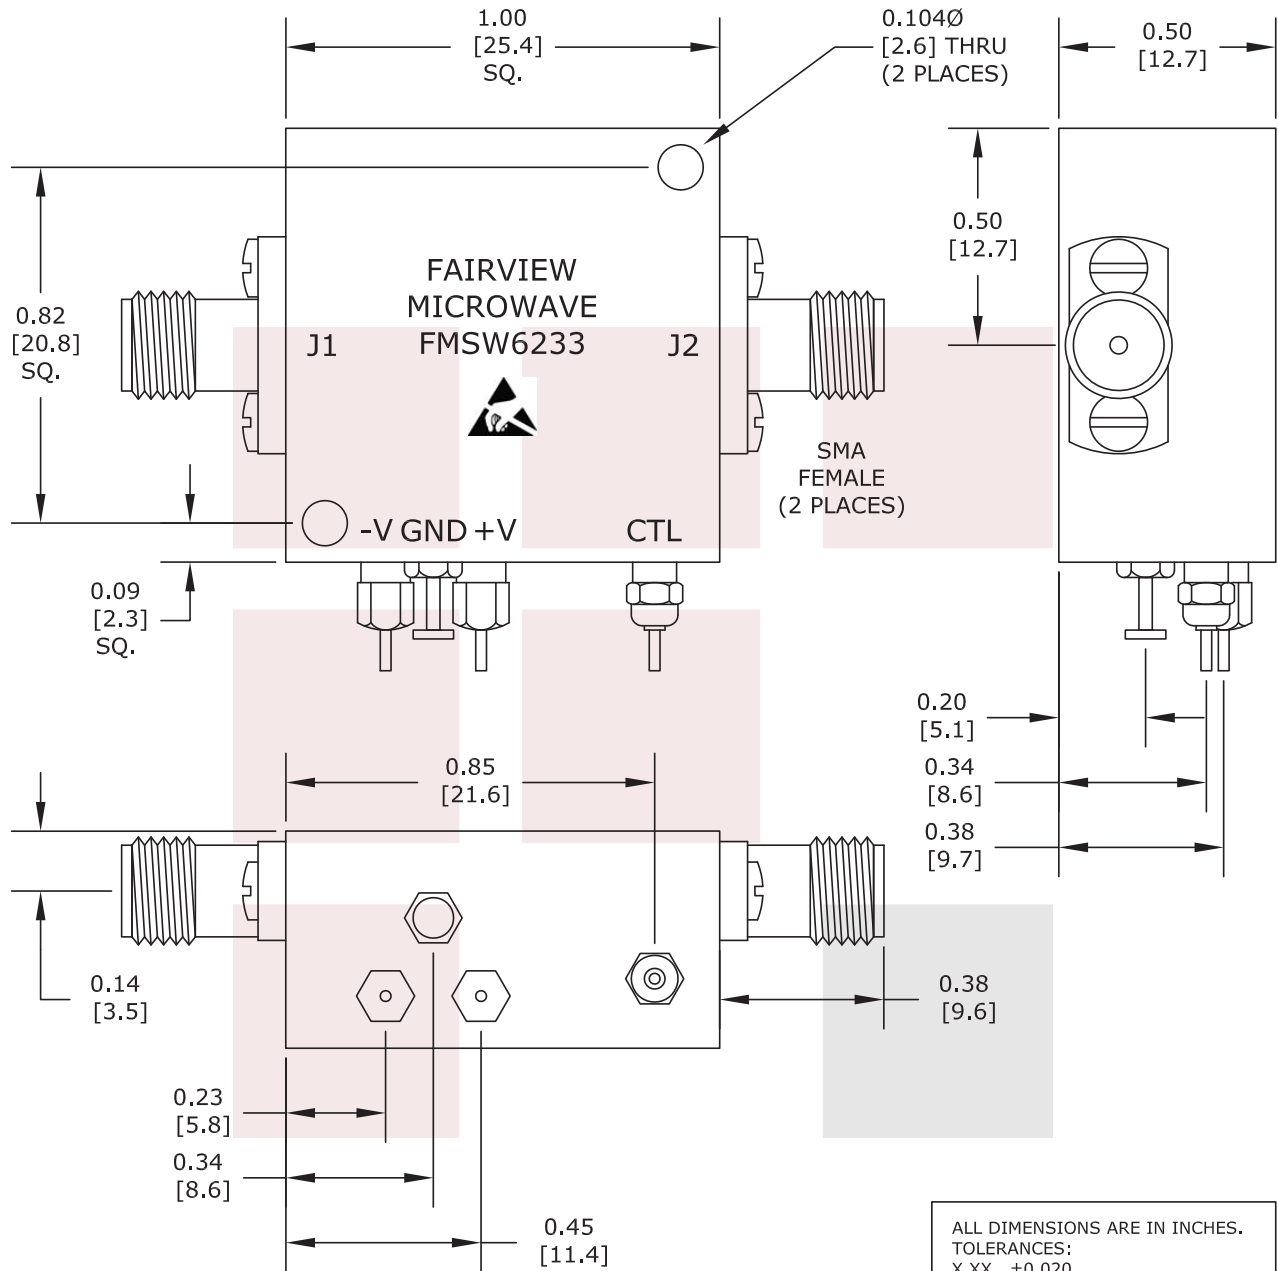 1.00
[25.4]
SQ.
0.104Ø
[2.6] THRU
(2 PLACES)
0.50
[12.7]
0.82
[20.8]
SQ.
FAIRVIEW
MICROWAVE
FMSW6233
J1
J2
0.50
[12.7]
SMA
FEMALE
(2 PLACES)
-V GND +V CTL
0.09
[2.3]
SQ.
0.20
[5.1]
0.34
[8.6]
0.38
[9.7]
0.85
[21.6]
0.14
[3.5]
0.38
[9.6]
0.23
[5.8]
0.34
[8.6]
0.45
[11.4]
ALL DIMENSIONS ARE IN INCHES.
TOLERANCES:
X.XX ±0.020